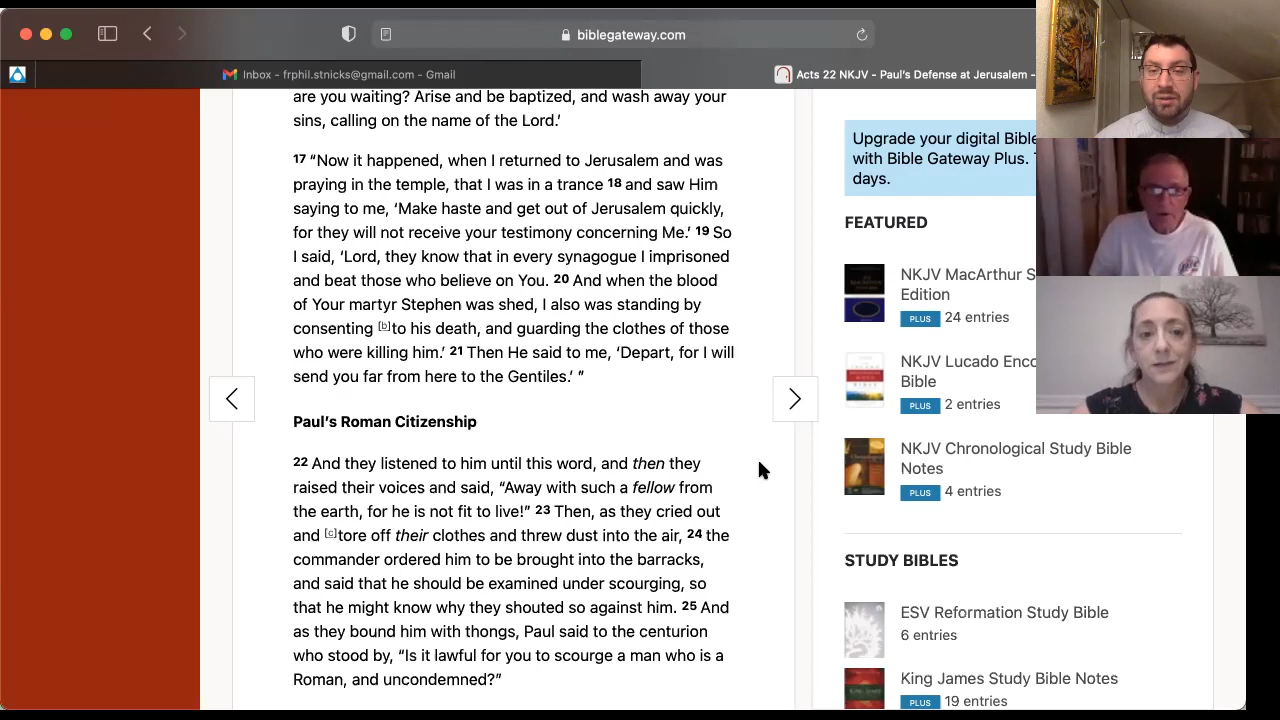 biblegateway.com
Inbox - frphil.stnicks@gmail.com - Gmail
Acts 22 NKJV - Paul's Defense at Jerusalem -
are you waiting? Arise and be baptized, and wash away your
sins, calling on the name of the Lord.'
17 "Now it happened, when I returned to Jerusalem and was
praying in the temple, that I was in a trance 18 and saw Him
saying to me, 'Make haste and get out of Jerusalem quickly,
for they will not receive your testimony concerning Me.' 19 So
I said, 'Lord, they know that in every synagogue I imprisoned
and beat those who believe on You. 20 And when the blood
of Your martyr Stephen was shed, I also was standing by
consenting [b]to his death, and guarding the clothes of those
who were killing him.' 21 Then He said to me, 'Depart, for I will
send you far from here to the Gentiles.' "
Paul's Roman Citizenship
22 And they listened to him until this word, and then they
raised their voices and said, "Away with such a fellow from
the earth, for he is not fit to live!" 23 Then, as they cried out
and [c]tore off their clothes and threw dust into the air, 24 the
commander ordered him to be brought into the barracks,
and said that he should be examined under scourging, so
that he might know why they shouted so against him. 25 And
as they bound him with thongs, Paul said to the centurion
who stood by, "Is it lawful for you to scourge a man who is a
Roman, and uncondemned?"
Upgrade your digital Bible
with Bible Gateway Plus.
days.
FEATURED
NKJV MacArthur S
Edition
PLUS 24 entries
NKJV Lucado Enco
Bible
PLUS 2 entries
NKJV Chronological Study Bible
Notes
PLUS 4 entries
STUDY BIBLES
ESV Reformation Study Bible
6 entries
King James Study Bible Notes
PLUS 19 entries